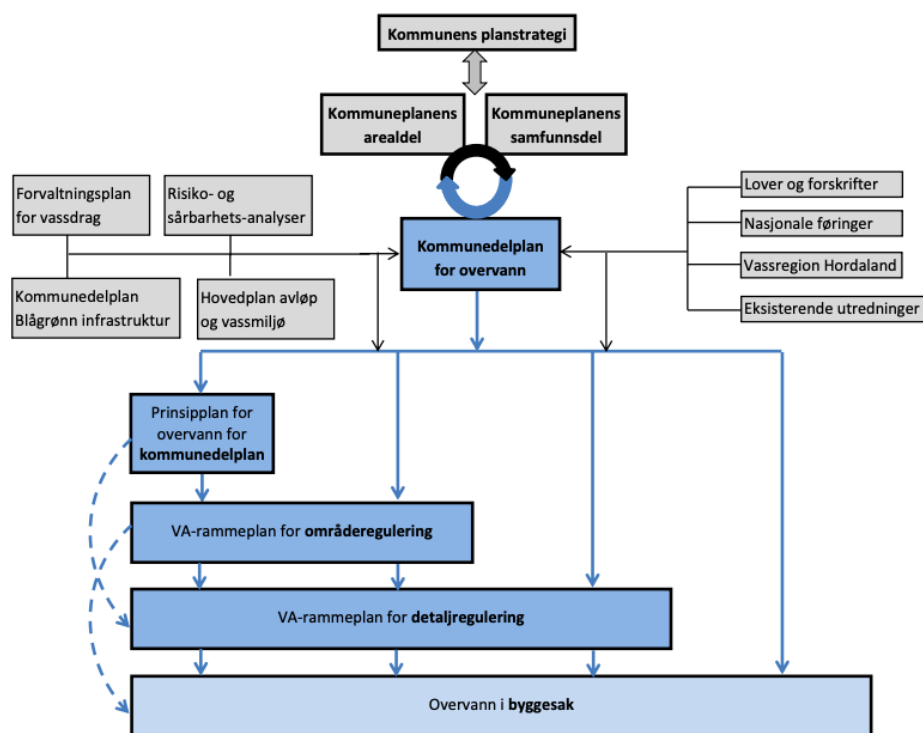 Kommunens planstrategi
Kommuneplanens
arealdel
Kommuneplanens
samfunnsdel
Forvaltningsplan
for vassdrag
Risiko- og
sårbarhets-analyser
Kommunedelplan
Blågrønn infrastruktur
Hovedplan avløp
og vassmiljø
Kommunedelplan
for overvann
Lover og forskrifter
Nasjonale føringer
Vassregion Hordaland
Eksisterende utredninger
Prinsipplan for
overvann for
kommunedelplan
VA-rammeplan for områderegulering
VA-rammeplan for detaljregulering
Overvann i byggesak